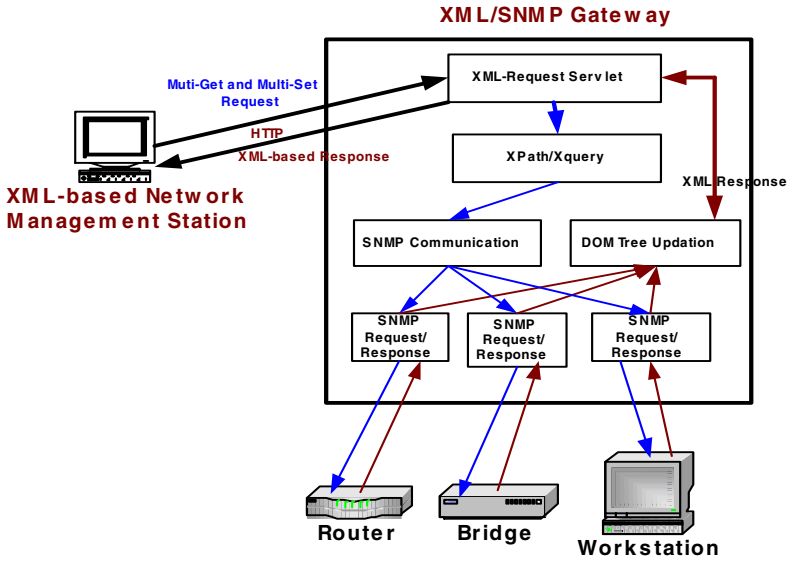 XML/SNMP Gateway
Muti-Get and Multi-Set
Request
HTTP
XML-based Response
XML-Request Servlet
XPath/Xquery
XML Response
XML-based Network
Management Station
SNMP Communication
DOM Tree Updation
SNMP
Request/
Response
SNMP
Request/
Response
SNMP
Request/
Response
Router
Bridge
Workstation